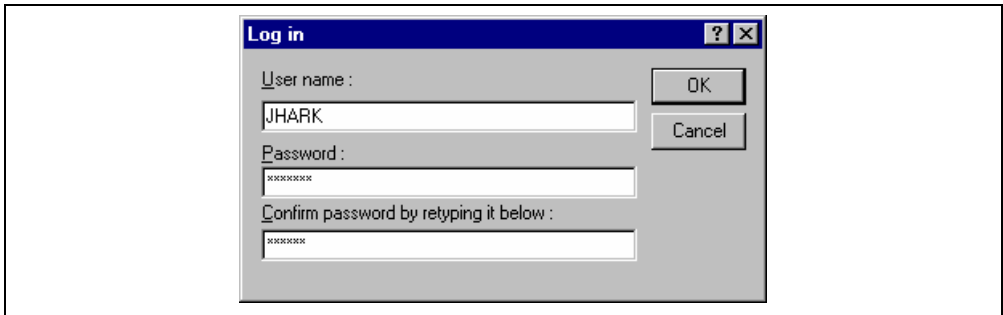 Log in
User name :
OK
JHARK
Cancel
Password :
*******
Confirm password by retyping it below :
******